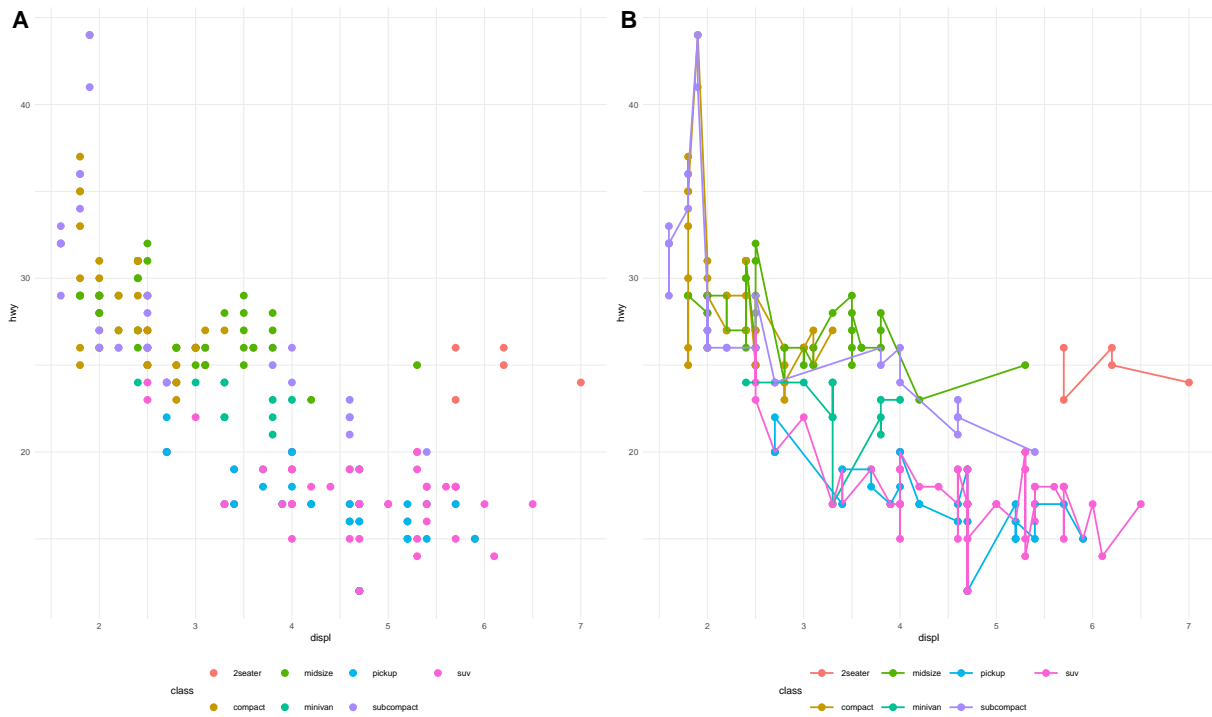 A
hwy
40
30
20
2 3 4 5 6 7
displ
class
2seater midsize pickup suv
compact minivan subcompact
B
hwy
40
30
20
2 3 4 5 6 7
displ
class
2seater midsize pickup suv
compact minivan subcompact